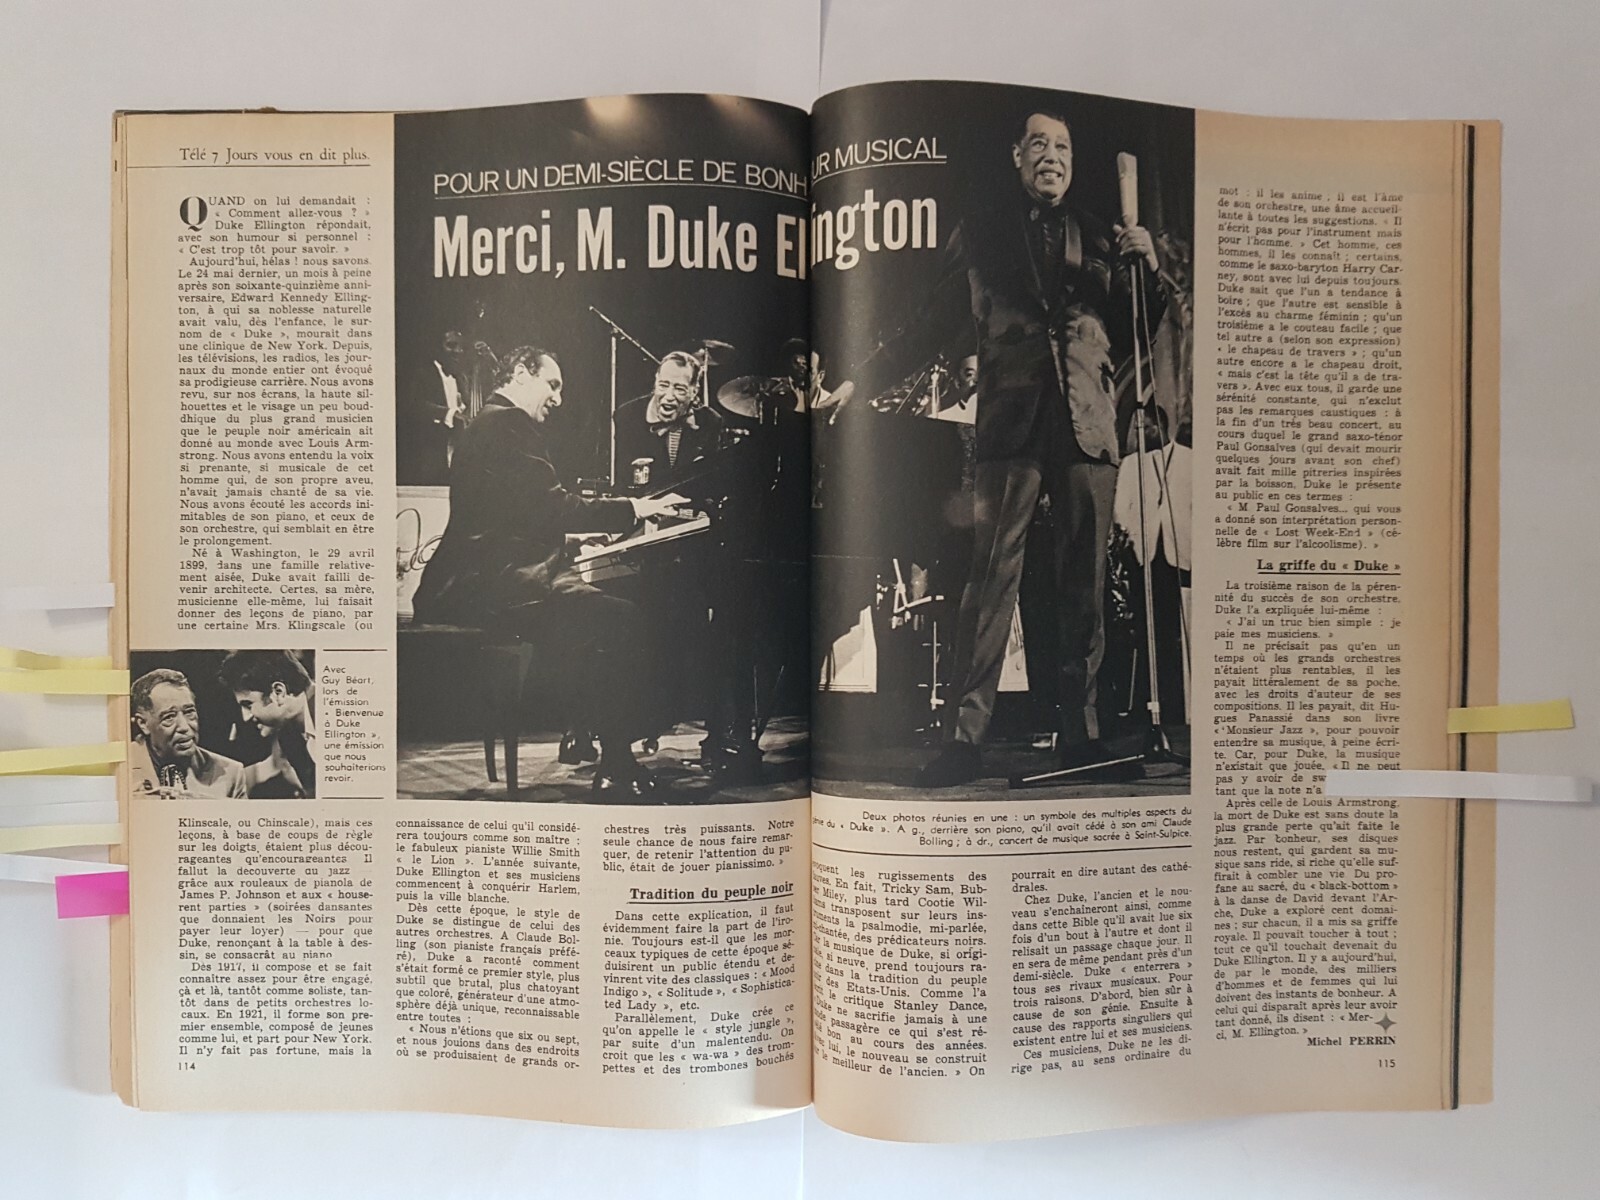 Télé 7 Jours vous en dit plus.
POUR UN DEMI-SIÈCLE DE BONH UR MUSICAL
Merci, M. Duke Ellington
QUAND on lui demandait :
« Comment allez-vous ? »
Duke Ellington répondait,
avec son humour si personnel :
« C'est trop tôt pour savoir. »
Aujourd'hui, hélas ! nous savons.
Le 24 mai dernier, un mois à peine
après son soixante-quinzième anni-
versaire, Edward Kennedy Elling-
ton, à qui sa noblesse naturelle
avait valu, dès l'enfance, le sur-
nom de « Duke », mourait dans
une clinique de New York. Depuis,
les télévisions, les radios, les jour-
naux du monde entier ont évoqué
sa prodigieuse carrière. Nous avons
revu, sur nos écrans, la haute sil-
houettes et le visage un peu boud-
dhique du plus grand musicien
que le peuple noir américain ait
donné au monde avec Louis Arm-
strong. Nous avons entendu la voix
si prenante, si musicale de cet
homme qui, de son propre aveu,
n'avait jamais chanté de sa vie.
Nous avons écouté les accords ini-
mitables de son piano, et ceux de
son orchestre, qui semblait en être
le prolongement.
Né à Washington, le 29 avril
1899, dans une famille relative-
ment aisée, Duke avait failli de-
venir architecte. Certes, sa mère,
musicienne elle-même, lui faisait
donner des leçons de piano, par
une certaine Mrs. Klingscale (ou
Avec
Guy Béart,
lors de
l'émission
« Bienvenue
à Duke
Ellington »,
une émission
que nous
souhaiterions
revoir.
Klinscale, ou Chinscale), mais ces
leçons, à base de coups de règle
sur les doigts, étaient plus décou-
rageantes qu'encourageantes. Il
fallut la découverte du jazz
grâce aux rouleaux de pianola de
James P. Johnson et aux « house-
rent parties » (soirées dansantes
que donnaient les Noirs pour
payer leur loyer) — pour que
Duke, renonçant à la table à des-
sin, se consacrât au piano
Dès 1917, il compose et se fait
connaître assez pour être engagé,
çà et là, tantôt comme soliste, tan-
tôt dans de petits orchestres lo-
caux. En 1921, il forme son pre-
mier ensemble, composé de jeunes
comme lui, et part pour New York.
Il n'y fait pas fortune, mais la
114
connaissance de celui qu'il considé-
rera toujours comme son maître :
le fabuleux pianiste Willie Smith
« le Lion ». L'année suivante,
Duke Ellington et ses musiciens
commencent à conquérir Harlem,
puis la ville blanche.
Dès cette époque, le style de
Duke se distingue de celui des
autres orchestres. A Claude Bol-
ling (son pianiste français préfé-
ré), Duke a raconté comment
s'était formé ce premier style, plus
subtil que brutal, plus chatoyant
que coloré, générateur d'une atmo-
sphère déjà unique, reconnaissable
entre toutes :
« Nous n'étions que six ou sept,
et nous jouions dans des endroits
où se produisaient de grands or-
chestres très puissants. Notre
seule chance de nous faire remar-
quer, de retenir l'attention du pu-
blic, était de jouer pianissimo. »
Tradition du peuple noir
Dans cette explication, il faut
évidemment faire la part de l'iro-
nie. Toujours est-il que les mor-
ceaux typiques de cette époque sé-
duisirent un public étendu et de-
vinrent vite des classiques : « Mood
Indigo », « Solitude », « Sophistica-
ted Lady », etc.
Parallèlement, Duke crée ce
qu'on appelle le « style jungle »,
par suite d'un malentendu. On
croit que les « wa-wa » des trom-
pettes et des trombones bouchés
Deux photos réunies en une : un symbole des multiples aspects du
du « Duke ». A g., derrière son piano, qu'il avait cédé à son ami Claude
Bolling ; à dr., concert de musique sacrée à Saint-Sulpice.
les rugissements des
En fait, Tricky Sam, Bub-
Miley, plus tard Cootie Wil-
transposent sur leurs ins-
la psalmodie, mi-parlée,
des prédicateurs noirs.
la musique de Duke, si origi-
si neuve, prend toujours ra-
dans la tradition du peuple
des Etats-Unis. Comme l'a
le critique Stanley Dance,
ne sacrifie jamais à une
passagère ce qui s'est ré-
bon au cours des années.
lui, le nouveau se construit
le meilleur de l'ancien. » On
pourrait en dire autant des cathé-
drales.
Chez Duke, l'ancien et le nou-
veau s'enchaîneront ainsi, comme
dans cette Bible qu'il avait lue six
fois d'un bout à l'autre et dont il
relisait un passage chaque jour. Il
en sera de même pendant près d'un
demi-siècle. Duke « enterrera »
tous ses rivaux musicaux. Pour
trois raisons. D'abord, bien sûr à
cause de son génie. Ensuite à
cause des rapports singuliers qui
existent entre lui et ses musiciens.
Ces musiciens, Duke ne les di-
rige pas, au sens ordinaire du
mot : il les anime ; il est l'âme
de son orchestre, une âme accueil-
lante à toutes les suggestions. « Il
n'écrit pas pour l'instrument mais
pour l'homme. » Cet homme, ces
hommes, il les connaît ; certains,
comme le saxo-baryton Harry Car-
ney, sont avec lui depuis toujours.
Duke sait que l'un a tendance à
boire ; que l'autre est sensible à
l'excès au charme féminin ; qu'un
troisième a le couteau facile ; que
tel autre a (selon son expression)
« le chapeau de travers » ; qu'un
autre encore a le chapeau droit,
« mais c'est la tête qu'il a de tra-
vers ». Avec eux tous, il garde une
sérénité constante, qui n'exclut
pas les remarques caustiques : à
la fin d'un très beau concert, au
cours duquel le grand saxo-ténor
Paul Gonsalves (qui devait mourir
quelques jours avant son chef)
avait fait mille pitreries inspirées
par la boisson, Duke le présente
au public en ces termes :
« M Paul Gonsalves... qui vous
a donné son interprétation person-
nelle de « Lost Week-End » (cé-
lèbre film sur l'alcoolisme). »
La griffe du « Duke »
La troisième raison de la péren-
nité du succès de son orchestre,
Duke l'a expliquée lui-même :
« J'ai un truc bien simple : je
paie mes musiciens. »
Il ne précisait pas qu'en un
temps où les grands orchestres
n'étaient plus rentables, il les
payait littéralement de sa poche,
avec les droits d'auteur de ses
compositions. Il les payait, dit Hu-
gues Panassié dans son livre
« Monsieur Jazz », pour pouvoir
entendre sa musique, à peine écri-
te. Car, pour Duke, la musique
n'existait que jouée. « Il ne peut
pas y avoir de sw
tant que la note n'a
Après celle de Louis Armstrong,
la mort de Duke est sans doute la
plus grande perte qu'ait faite le
jazz. Par bonheur, ses disques
nous restent, qui gardent sa mu-
sique sans ride, si riche qu'elle suf-
firait à combler une vie. Du pro-
fane au sacré, du « black-bottom »
à la danse de David devant l'Ar-
che, Duke a exploré cent domai-
nes ; sur chacun, il a mis sa griffe
royale. Il pouvait toucher à tout ;
tout ce qu'il touchait devenait du
Duke Ellington. Il y a aujourd'hui,
de par le monde, des milliers
d'hommes et de femmes qui lui
doivent des instants de bonheur. A
celui qui disparaît après leur avoir
tant donné, ils disent : « Mer-
ci, M. Ellington. »
Michel PERRIN
115